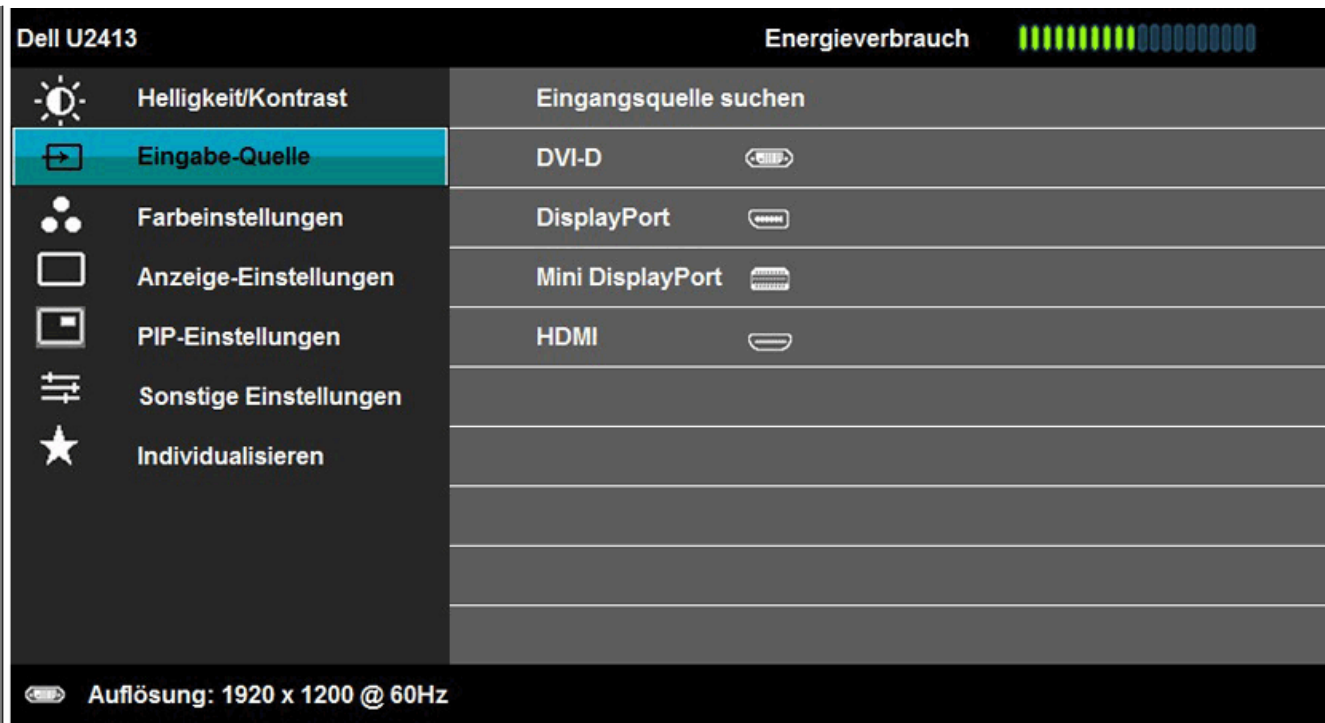 Dell U2413 Energieverbrauch
Helligkeit/Kontrast Eingangsquelle suchen
Eingabe-Quelle DVI-D
Farbeinstellungen DisplayPort
Anzeige-Einstellungen Mini DisplayPort
PIP-Einstellungen HDMI
Sonstige Einstellungen
Individualisieren
Auflösung: 1920 x 1200 @ 60Hz